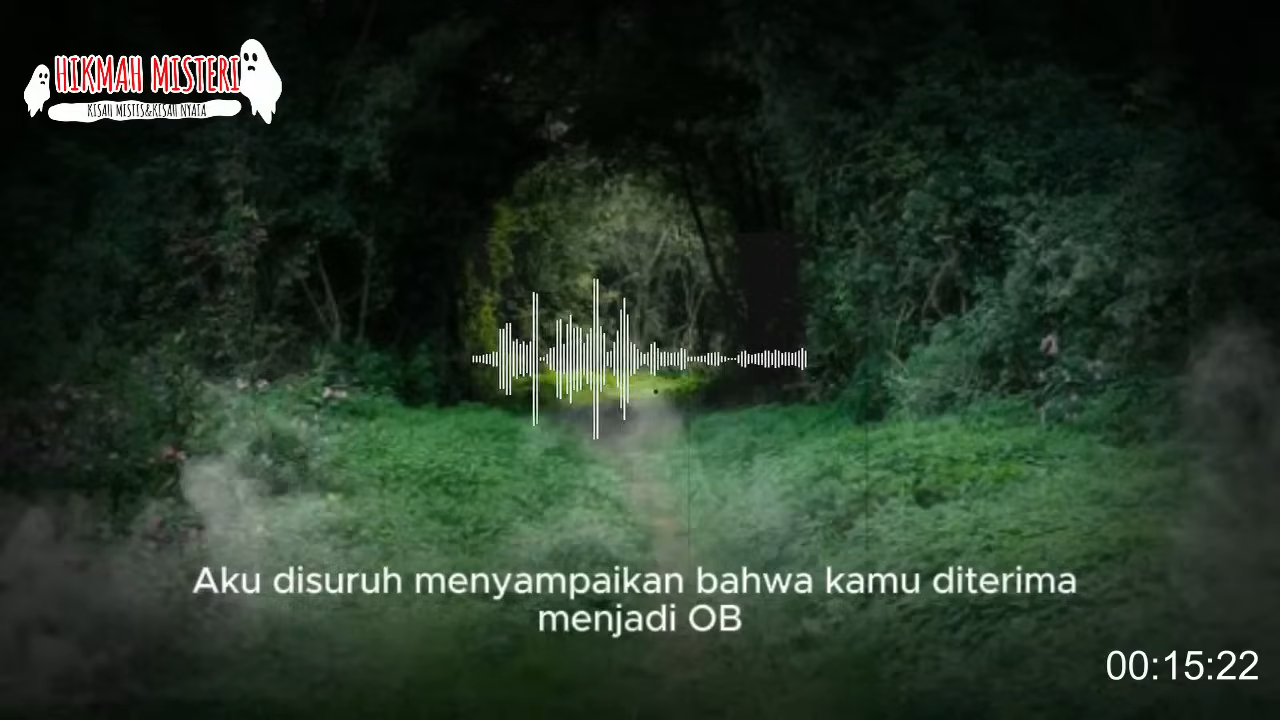 HIKMAH MISTERI
KISAH MISTIS&KISAH NYATA
Aku disuruh menyampaikan bahwa kamu diterima
menjadi OB
00:15:22